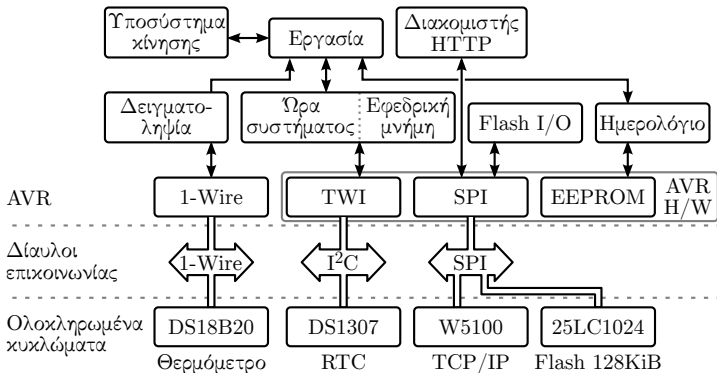 Υποσύστημα
κίνησης
Εργασία
Διακομιστής
HTTP
Δειγματο-
ληψία
Ώρα
συστήματος
Εφεδρική
μνήμη
Flash I/O
Ημερολόγιο
AVR
1-Wire
TWI
SPI
EEPROM
AVR
H/W
Δίαυλοι
επικοινωνίας
1-Wire
I²C
SPI
Ολοκληρωμένα
κυκλώματα
DS18B20
DS1307
W5100
25LC1024
Θερμόμετρο
RTC
TCP/IP
Flash 128KiB